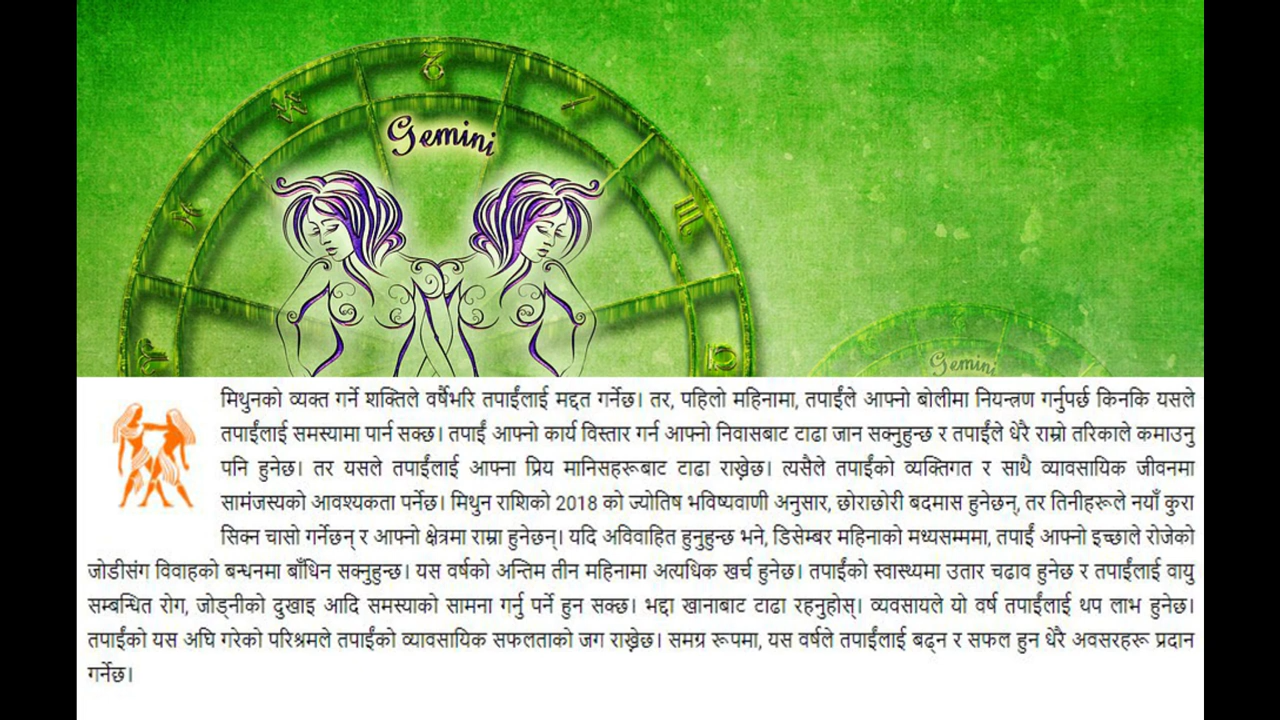 Gemini
Gemini
मिथुनको व्यक्त गर्ने शक्तिले वर्षैभरि तपाईंलाई मद्दत गर्नेछ। तर, पहिलो महिनामा, तपाईंले आफ्नो बोलीमा नियन्त्रण गर्नुपर्छ किनकि यसले
तपाईंलाई समस्यामा पार्न सक्छ। तपाईं आफ्नो कार्य विस्तार गर्न आफ्नो निवासबाट टाढा जान सक्नुहुन्छ र तपाईंले धेरै राम्रो तरिकाले कमाउनु
पनि हुनेछ। तर यसले तपाईंलाई आफ्ना प्रिय मानिसहरूबाट टाढा राख्नेछ। त्यसैले तपाईंको व्यक्तिगत र साथै व्यावसायिक जीवनमा
सामंजस्यको आवश्यकता पर्नेछ। मिथुन राशिको 2018 को ज्योतिष भविष्यवाणी अनुसार, छोराछोरी बदमास हुनेछन्, तर तिनीहरूले नयाँ कुरा
सिक्न चासो गर्नेछन् र आफ्नो क्षेत्रमा राम्रा हुनेछन्। यदि अविवाहित हुनुहुन्छ भने, डिसेम्बर महिनाको मध्यसम्ममा, तपाईं आफ्नो इच्छाले रोजेको
जोडीसंग विवाहको बन्धनमा बाँधिन सक्नुहुन्छ। यस वर्षको अन्तिम तीन महिनामा अत्यधिक खर्च हुनेछ। तपाईंको स्वास्थ्यमा उतार चढाव हुनेछ र तपाईंलाई वायु
सम्बन्धित रोग, जोड्नीको दुखाइ आदि समस्याको सामना गर्नु पर्ने हुन सक्छ। भद्दा खानाबाट टाढा रहनुहोस्। व्यवसायले यो वर्ष तपाईंलाई थप लाभ हुनेछ।
तपाईंको यस अघि गरेको परिश्रमले तपाईंको व्यावसायिक सफलताको जग राख्नेछ। समग्र रूपमा, यस वर्षले तपाईंलाई बढ्न र सफल हुन धेरै अवसरहरू प्रदान
गर्नेछ।